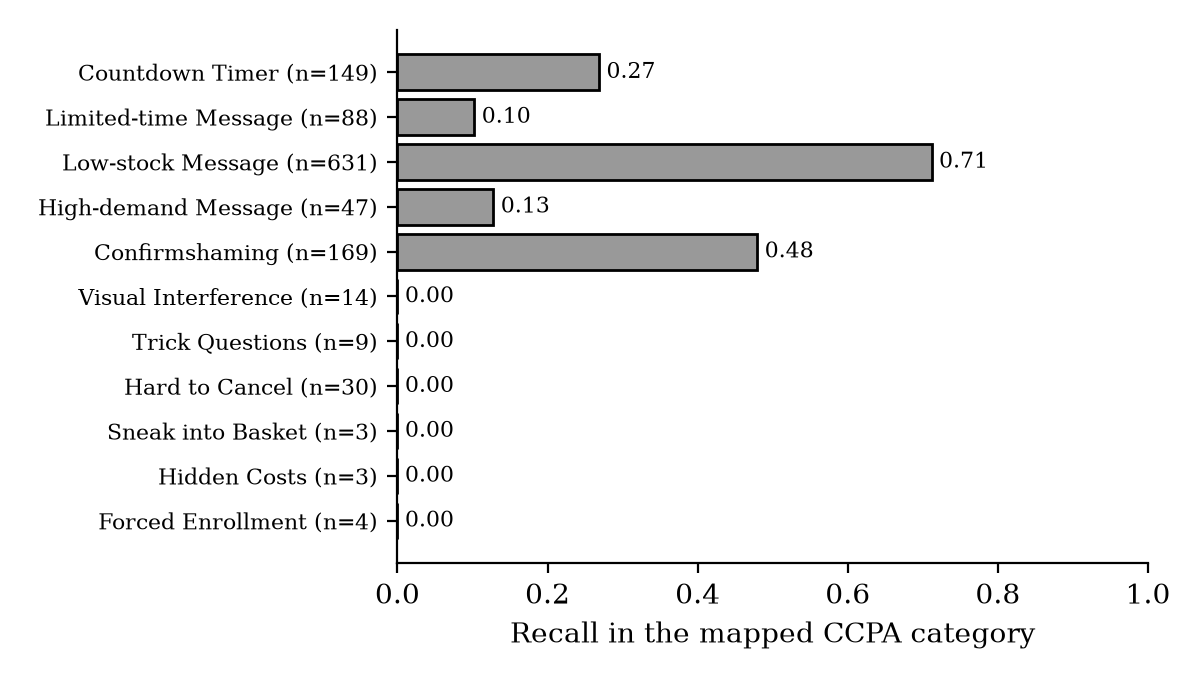 Countdown Timer (n=149) 0.27
Limited-time Message (n=88) 0.10
Low-stock Message (n=631) 0.71
High-demand Message (n=47) 0.13
Confirmshaming (n=169) 0.48
Visual Interference (n=14) 0.00
Trick Questions (n=9) 0.00
Hard to Cancel (n=30) 0.00
Sneak into Basket (n=3) 0.00
Hidden Costs (n=3) 0.00
Forced Enrollment (n=4) 0.00
0.0 0.2 0.4 0.6 0.8 1.0
Recall in the mapped CCPA category